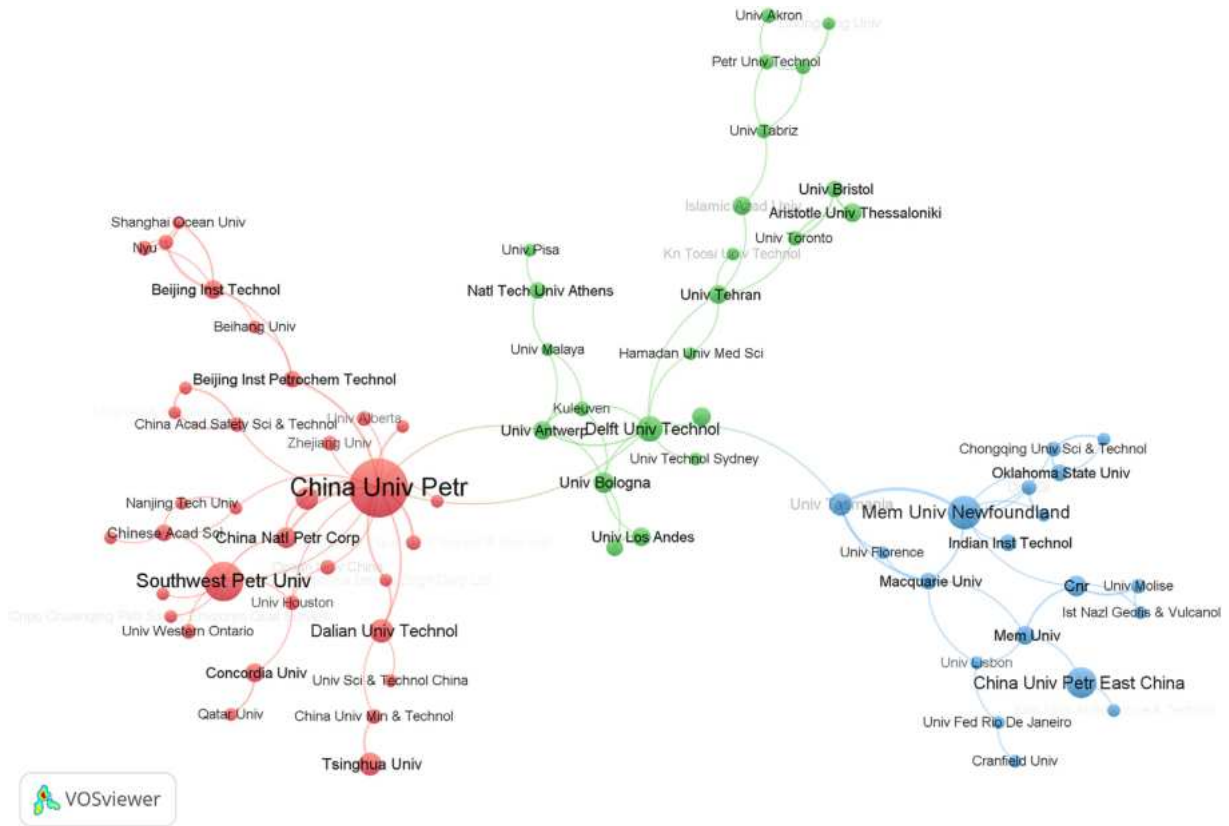 Univ Akron
Petr Univ Technol
Univ Tabriz
Univ Bristol
Islamic Azad Univ
Aristotle Univ Thessaloniki
Shanghai Ocean Univ
Univ Toronto
Nyu
Univ Pisa
Kn Toosi Univ Technol
Beijing Inst Technol
Natl Tech Univ Athens
Univ Tehran
Beihang Univ
Univ Malaya
Hamadan Univ Med Sci
Beijing Inst Petrochem Technol
Kuleuven
Univ Alberta
China Acad Safety Sci & Technol
Univ Antwerp
Delft Univ Technol
Zhejiang Univ
Chongqing Univ Sci & Technol
Univ Technol Sydney
Oklahoma State Univ
China Univ Petr
Univ Bologna
Nanjing Tech Univ
Univ Tasmania
Mem Univ Newfoundland
Chinese Acad Sci
China Natl Petr Corp
Univ Los Andes
Indian Inst Technol
Univ Florence
Southwest Petr Univ
Macquarie Univ
Cnr
Univ Molise
Univ Houston
Ist Nazl Geofis & Vulcanol
Univ Western Ontario
Dalian Univ Technol
Mem Univ
Univ Lisbon
Concordia Univ
Univ Sci & Technol China
China Univ Petr East China
Qatar Univ
China Univ Min & Technol
Univ Fed Rio De Janeiro
Tsinghua Univ
Cranfield Univ
VOSviewer